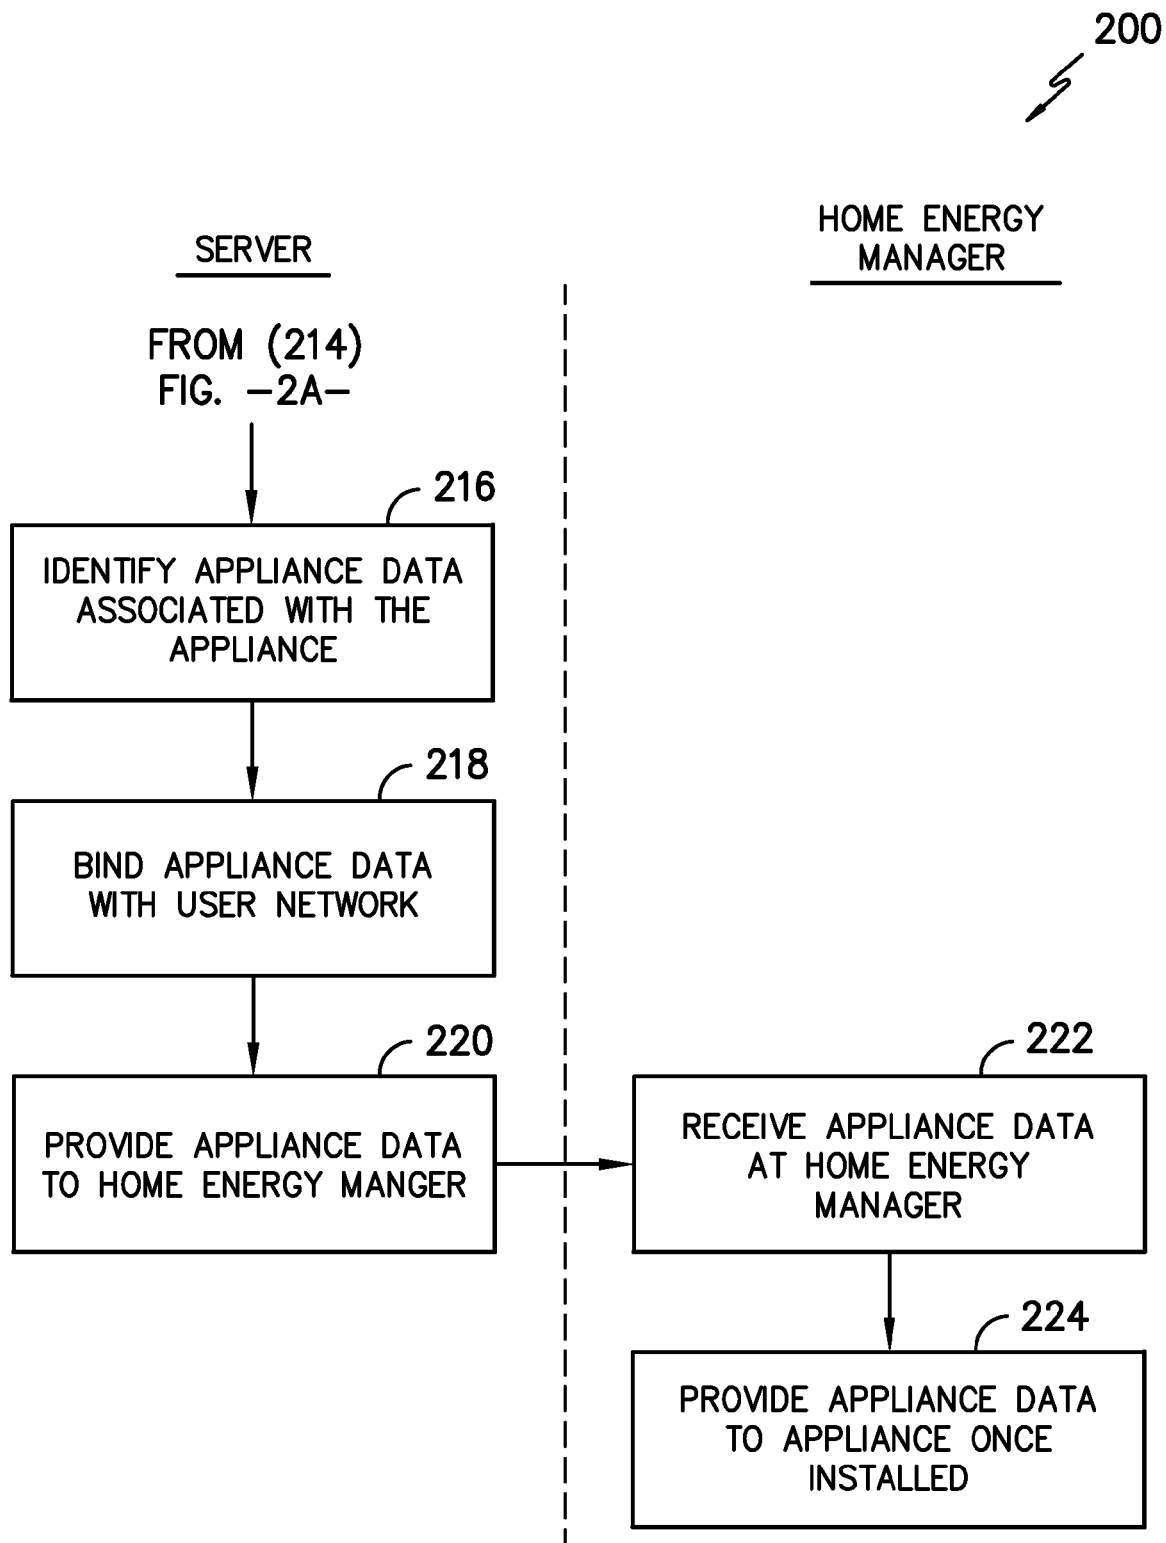 200
SERVER
HOME ENERGY
MANAGER
FROM (214)
FIG. -2A-
216
IDENTIFY APPLIANCE DATA
ASSOCIATED WITH THE
APPLIANCE
218
BIND APPLIANCE DATA
WITH USER NETWORK
220
PROVIDE APPLIANCE DATA
TO HOME ENERGY MANGER
222
RECEIVE APPLIANCE DATA
AT HOME ENERGY
MANAGER
224
PROVIDE APPLIANCE DATA
TO APPLIANCE ONCE
INSTALLED